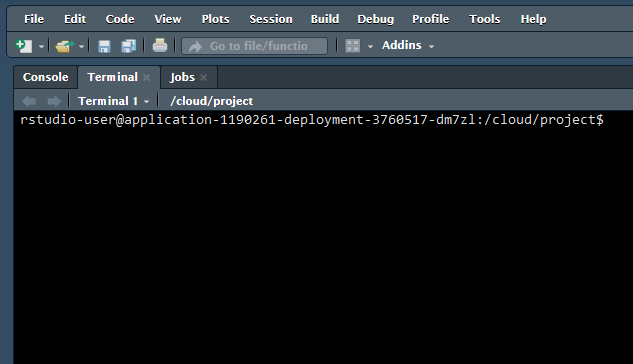 File Edit Code View Plots Session Build Debug Profile Tools Help
Go to file/functio Addins
Console Terminal Jobs
Terminal 1 /cloud/project
rstudio-user@application-1190261-deployment-3760517-dm7zl:/cloud/project$